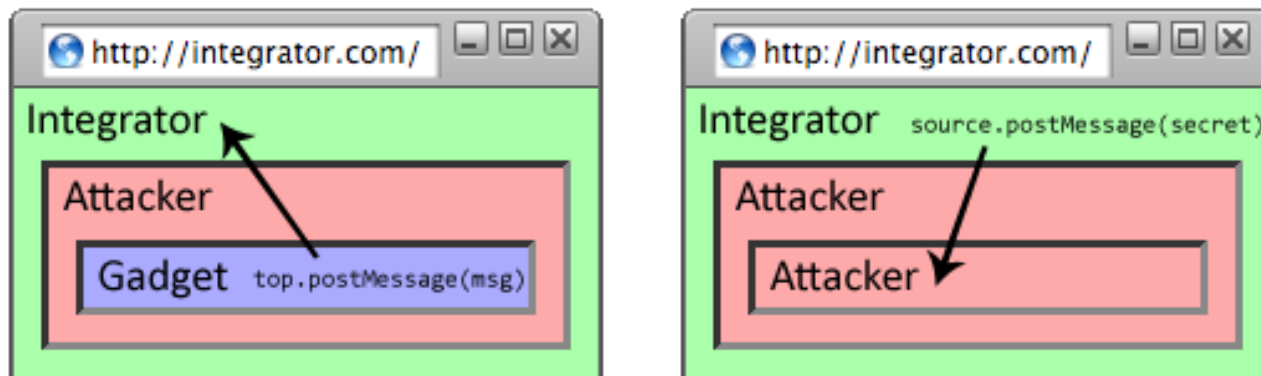 http://integrator.com/
Integrator
Attacker
Gadget top.postMessage(msg)
http://integrator.com/
Integrator source.postMessage(secret)
Attacker
Attacker